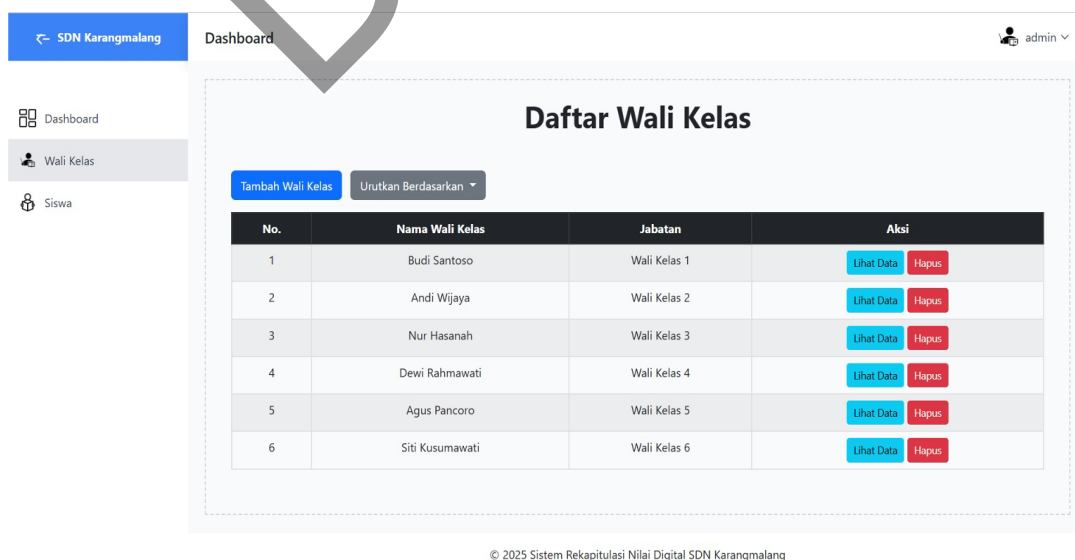 SDN Karangmalang
Dashboard
admin
Dashboard
Wali Kelas
Siswa
Daftar Wali Kelas
Tambah Wali Kelas Urutkan Berdasarkan
No. Nama Wali Kelas Jabatan Aksi
1 Budi Santoso Wali Kelas 1 Lihat Data Hapus
2 Andi Wijaya Wali Kelas 2 Lihat Data Hapus
3 Nur Hasanah Wali Kelas 3 Lihat Data Hapus
4 Dewi Rahmawati Wali Kelas 4 Lihat Data Hapus
5 Agus Pancoro Wali Kelas 5 Lihat Data Hapus
6 Siti Kusumawati Wali Kelas 6 Lihat Data Hapus
© 2025 Sistem Rekapitulasi Nilai Digital SDN Karangmalang